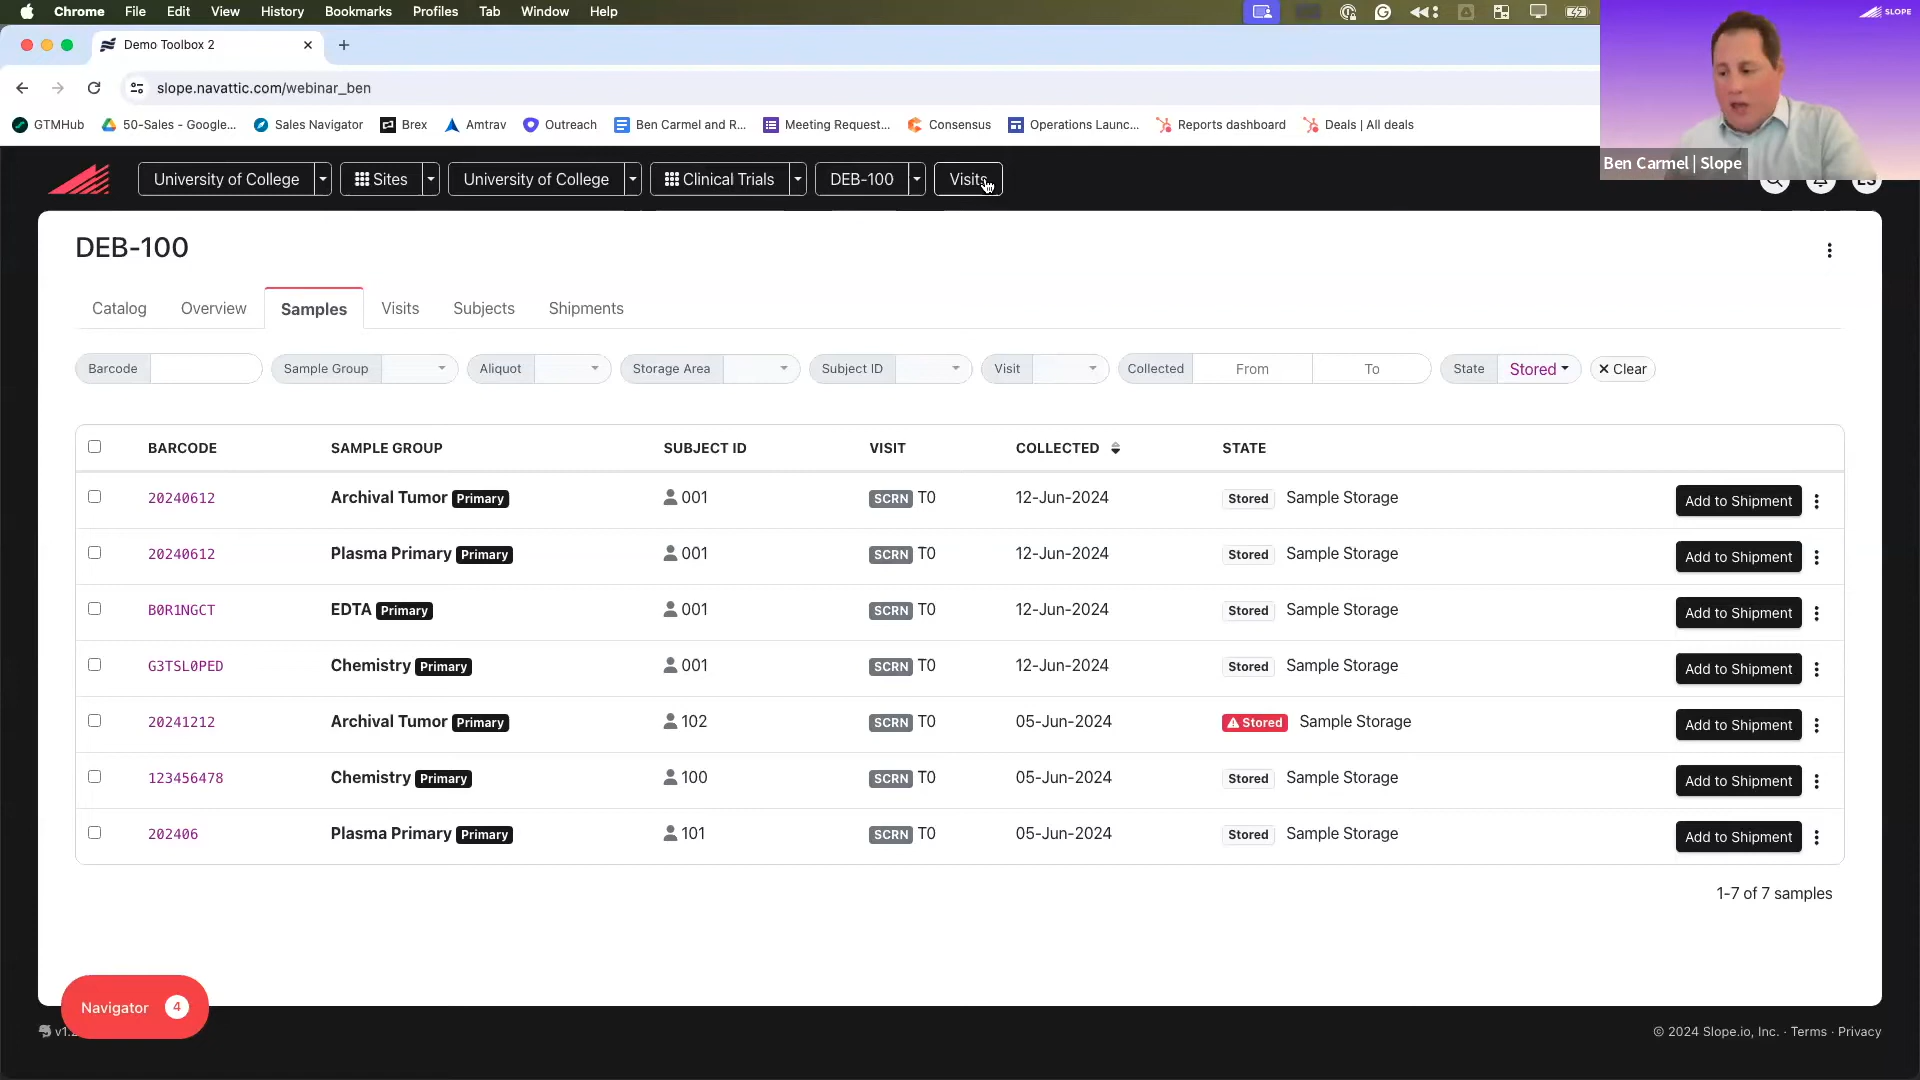 Chrome File Edit View History Bookmarks Profiles Tab Window Help
SLOPE
Demo Toolbox 2
slope.navattic.com/webinar_ben
GTMHub 50-Sales - Google... Sales Navigator Brex Amtrav Outreach Ben Carmel and R... Meeting Request... Consensus Operations Launc... Reports dashboard Deals | All deals
Ben Carmel | Slope
University of College Sites University of College Clinical Trials DEB-100 Visits
DEB-100
Catalog Overview Samples Visits Subjects Shipments
Barcode Sample Group Aliquot Storage Area Subject ID Visit Collected From To State Stored Clear
BARCODE SAMPLE GROUP SUBJECT ID VISIT COLLECTED STATE
20240612 Archival Tumor Primary 001 SCRN T0 12-Jun-2024 Stored Sample Storage Add to Shipment
20240612 Plasma Primary Primary 001 SCRN T0 12-Jun-2024 Stored Sample Storage Add to Shipment
B0R1NGCT EDTA Primary 001 SCRN T0 12-Jun-2024 Stored Sample Storage Add to Shipment
G3TSL0PED Chemistry Primary 001 SCRN T0 12-Jun-2024 Stored Sample Storage Add to Shipment
20241212 Archival Tumor Primary 102 SCRN T0 05-Jun-2024 Stored Sample Storage Add to Shipment
123456478 Chemistry Primary 100 SCRN T0 05-Jun-2024 Stored Sample Storage Add to Shipment
202406 Plasma Primary Primary 101 SCRN T0 05-Jun-2024 Stored Sample Storage Add to Shipment
1-7 of 7 samples
Navigator 4
© 2024 Slope.io, Inc. · Terms · Privacy